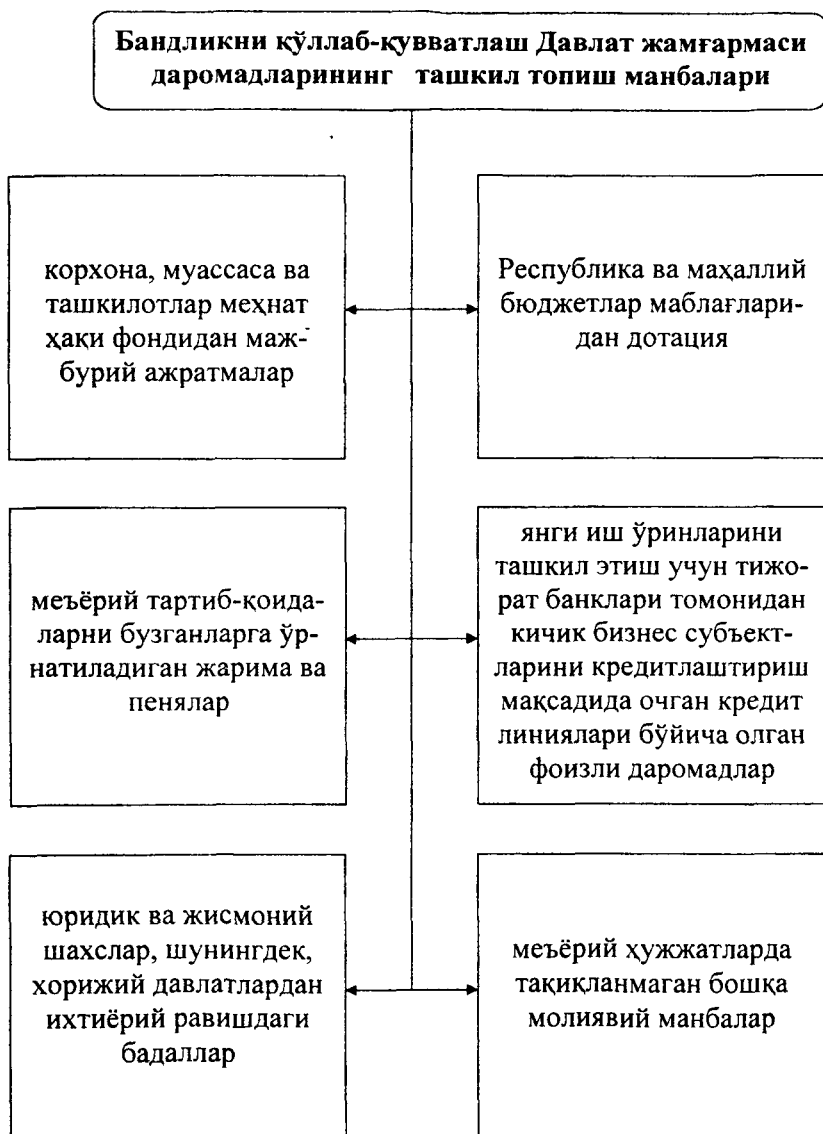 Бандликни қўллаб-қувватлаш Давлат жамғармаси
даромадларининг ташкил топиш манбалари
корхона, муассаса ва
ташкилотлар меҳнат
ҳақи фондидан маж-
бурий ажратмалар
Республика ва маҳаллий
бюджетлар маблағлари-
дан дотация
меъёрий тартиб-қоида-
ларни бузганларга ўр-
натиладиган жарима ва
пенялар
янги иш ўринларини
ташкил этиш учун тижо-
рат банклари томонидан
кичик бизнес субъект-
ларини кредитлаштириш
мақсадида очган кредит
линиялари бўйича олган
фоизли даромадлар
юридик ва жисмоний
шахслар, шунингдек,
хорижий давлатлардан
ихтиёрий равишдаги
бадаллар
меъёрий ҳужжатларда
тақиқланмаган бошқа
молиявий манбалар